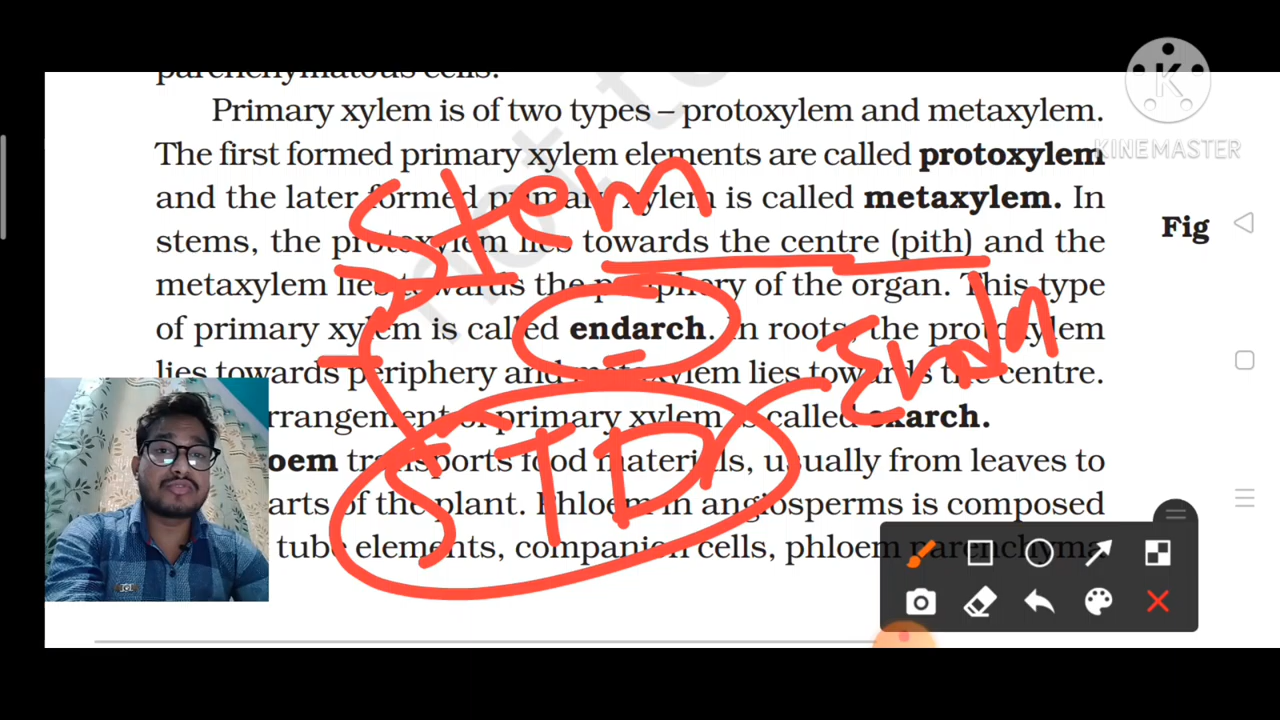 parenchymatous cells.
Primary xylem is of two types – protoxylem and metaxylem.
The first formed primary xylem elements are called protoxylem
and the later formed primary xylem is called metaxylem. In
stems, the protoxylem lies towards the centre (pith) and the
metaxylem lies towards the periphery of the organ. This type
of primary xylem is called endarch. In roots, the protoxylem
lies towards periphery and metaxylem lies towards the centre.
rrangement of primary xylem is called exarch.
oem transports food materials, usually from leaves to
arts of the plant. Phloem in angiosperms is composed
tube elements, companion cells, phloem parenchyma
Fig
KINEMASTER
Stem
STD